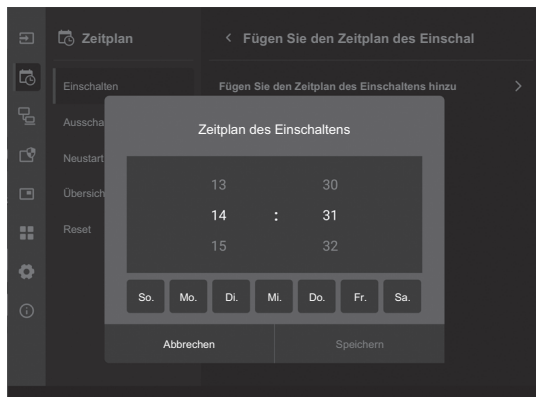 Zeitplan
< Fügen Sie den Zeitplan des Einschal
Einschalten
Fügen Sie den Zeitplan des Einschaltens hinzu >
Ausscha
Neustart
Übersich
Reset
Zeitplan des Einschaltens
13 30
14 : 31
15 32
So. Mo. Di. Mi. Do. Fr. Sa.
Abbrechen Speichern